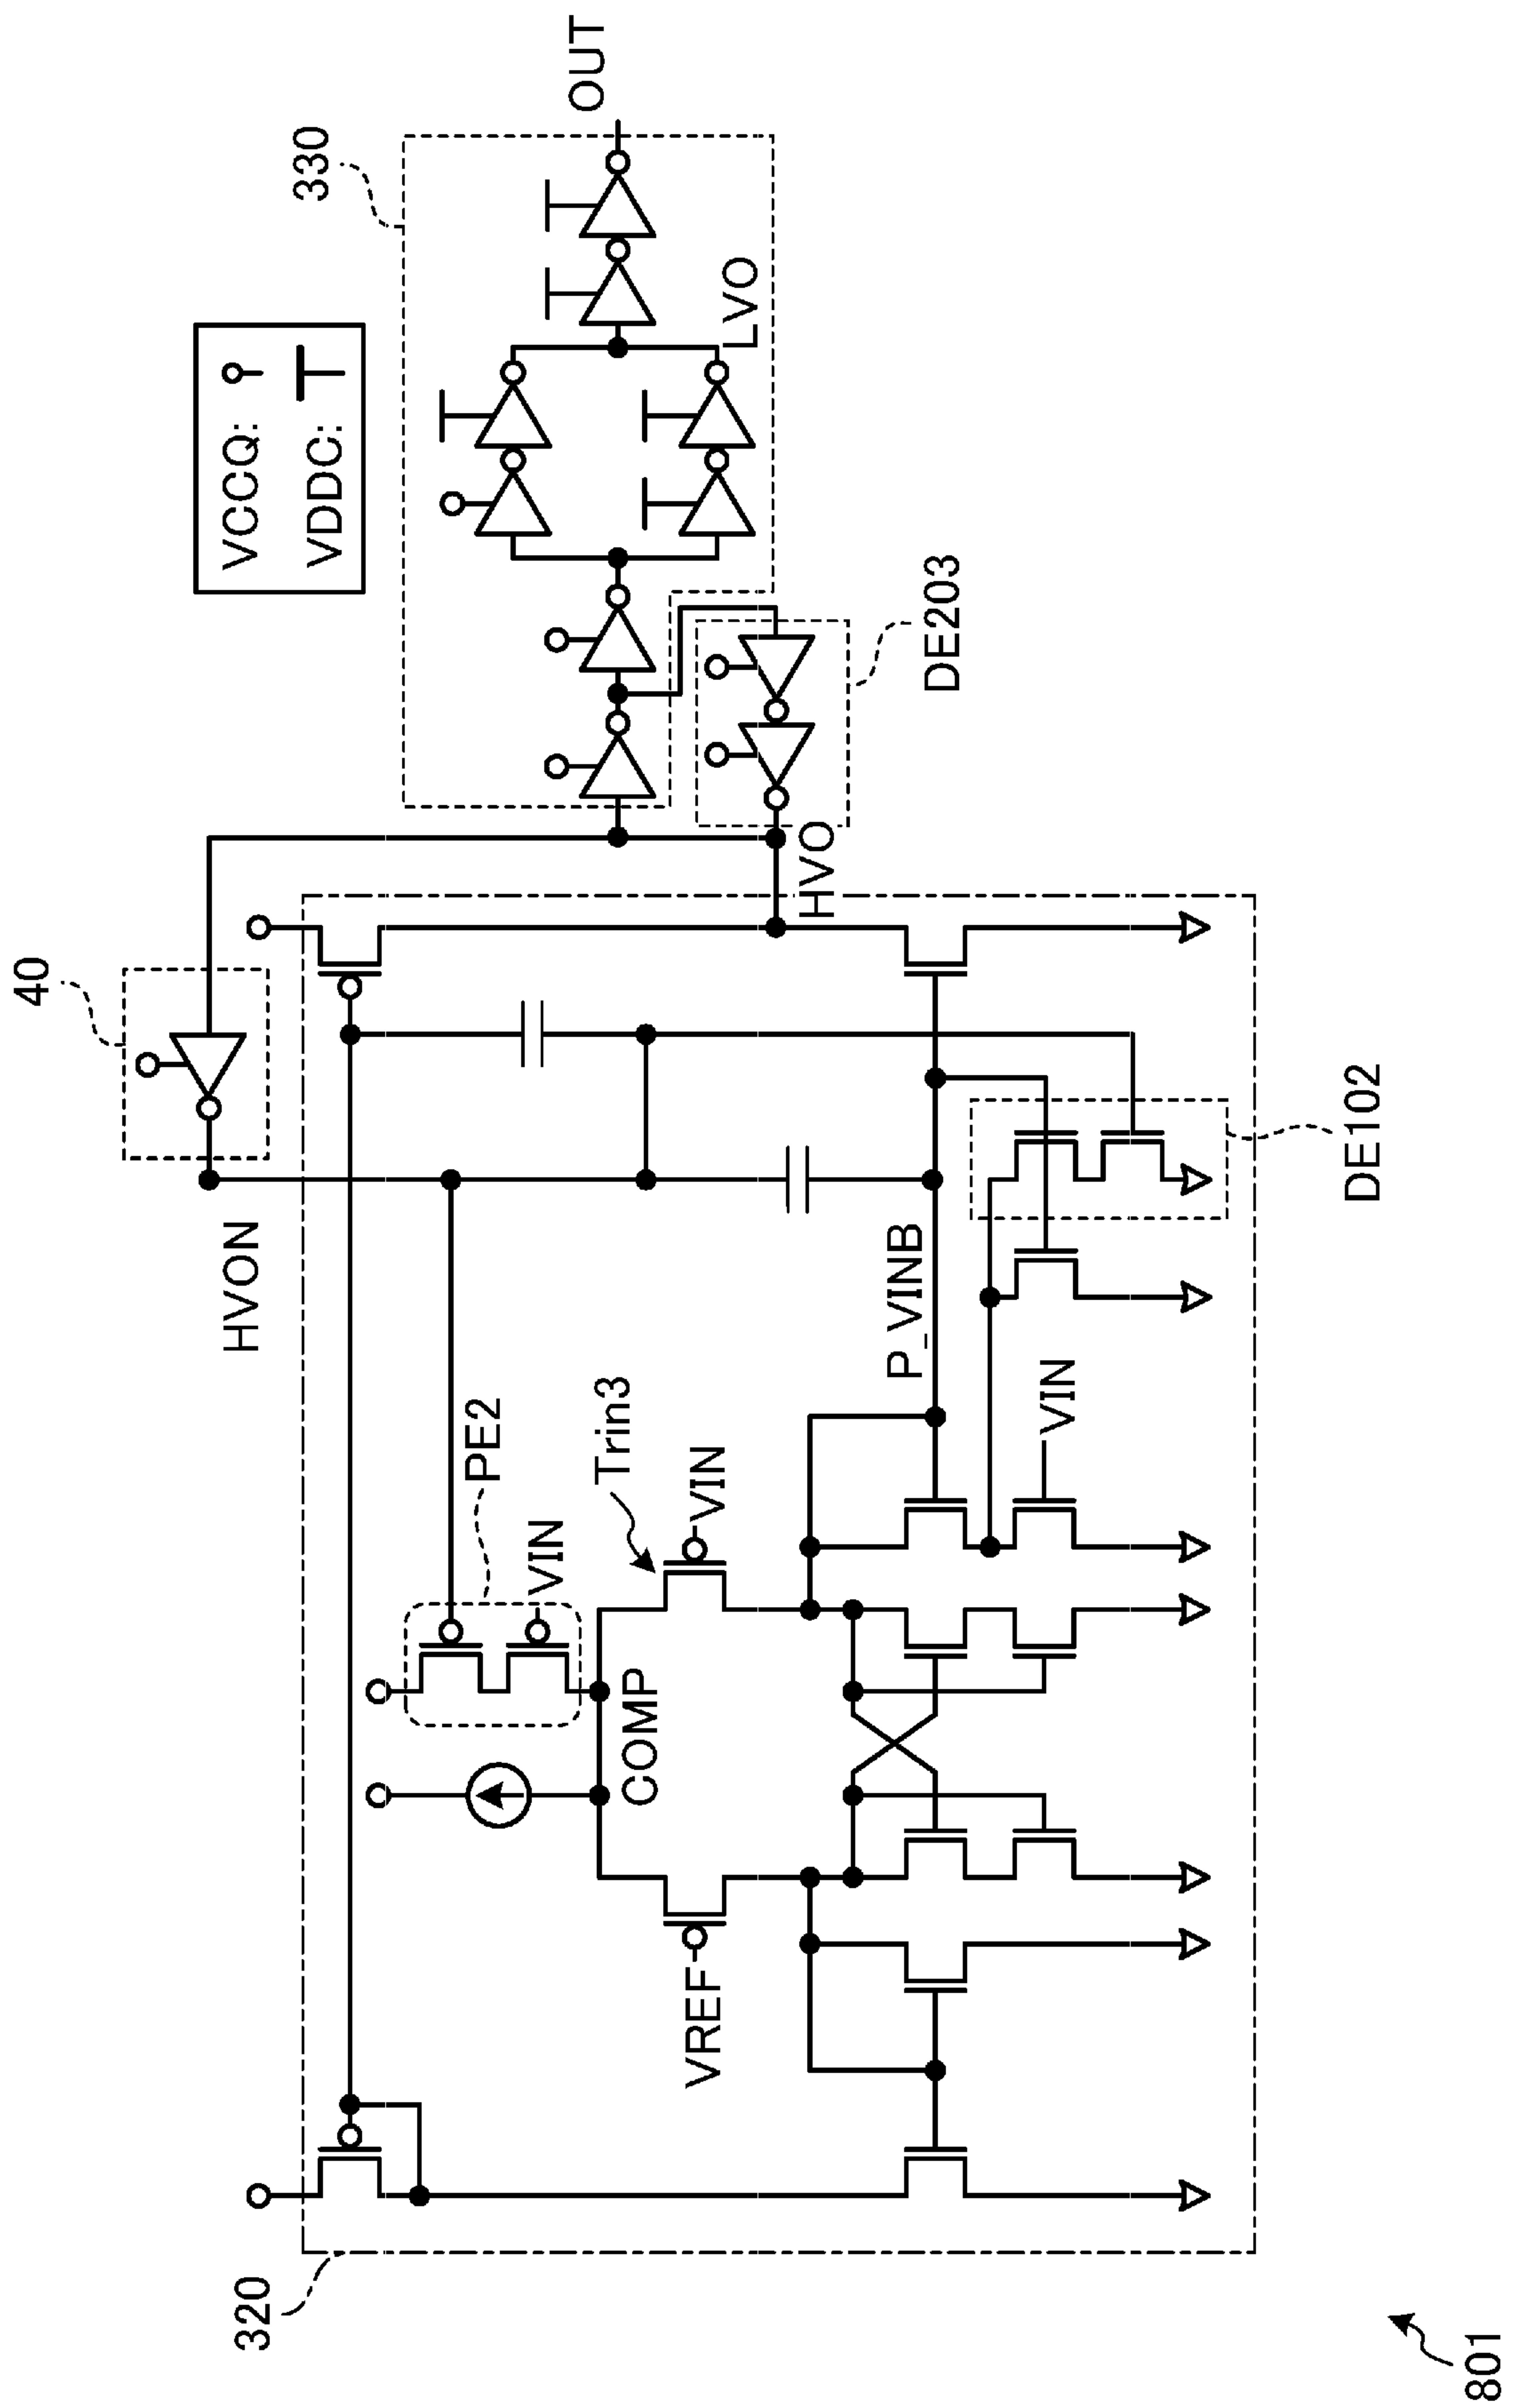 801
320
VREF
COMP
VIN
PE2
Trin3
VIN
HVON
P_VINB
VIN
DE102
40
HVO
DE203
VCCQ:
VDDC:
LVO
330
OUT